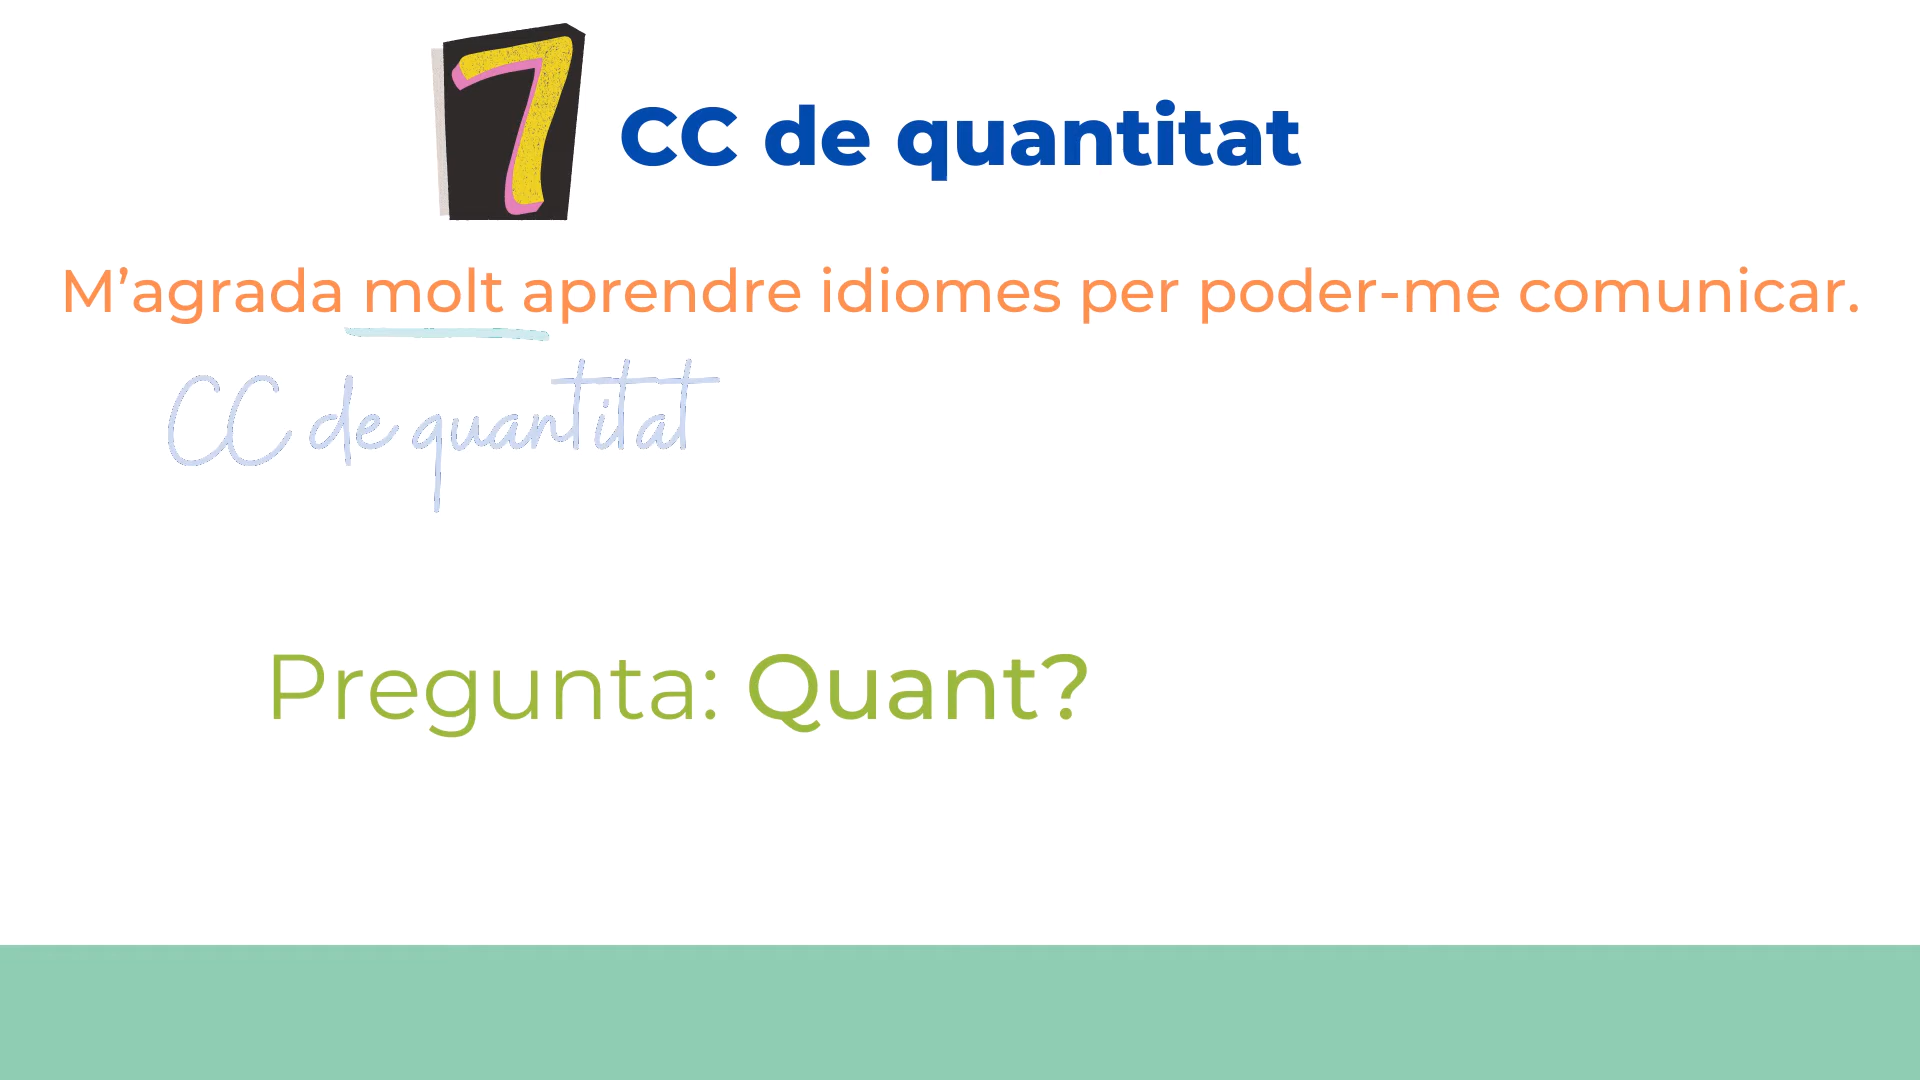 7 CC de quantitat
M’agrada molt aprendre idiomes per poder-me comunicar.
CC de quantitat
Pregunta: Quant?